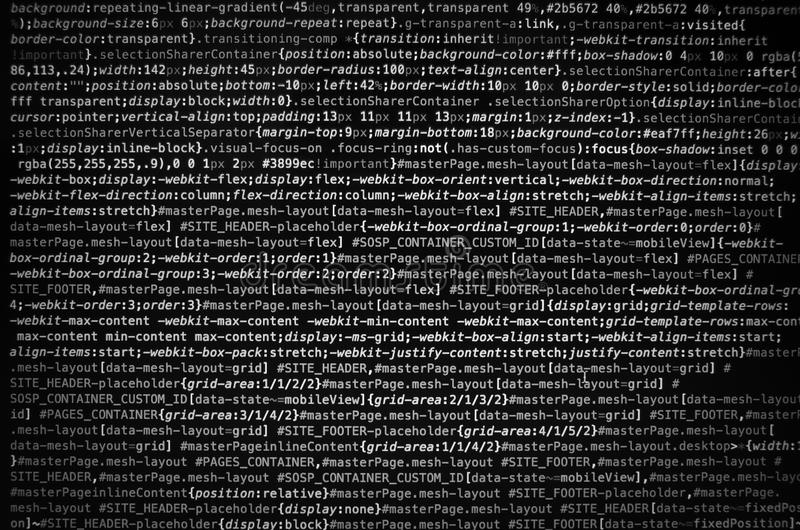 background:repeating-linear-gradient(-45deg,transparent,transparent 49%,#2b5672 40%,#2b5672 40%,transparent
%);background-size:6px 6px;background-repeat:repeat}.g-transparent-a:link,.g-transparent-a:visited{
border-color:transparent}.transitioning-comp *{transition:inherit!important;-webkit-transition:inherit
!important}.selectionSharerContainer{position:absolute;background-color:#fff;box-shadow:0 4px 10px 0 rgba(
86,113,.24);width:142px;height:45px;border-radius:100px;text-align:center}.selectionSharerContainer:after{
content:"";position:absolute;bottom:-10px;left:42%;border-width:10px 10px 0;border-style:solid;border-color
fff transparent;display:block;width:0}.selectionSharerContainer .selectionSharerOption{display:inline-block
cursor:pointer;vertical-align:top;padding:13px 11px 11px 13px;margin:1px;z-index:-1}.selectionSharerContain
.selectionSharerVerticalSeparator{margin-top:9px;margin-bottom:18px;background-color:#eaf7ff;height:26px;w
:1px;display:inline-block}.visual-focus-on .focus-ring:not(.has-custom-focus):focus{box-shadow:inset 0 0 0
rgba(255,255,255,.9),0 0 1px 2px #3899ec!important}#masterPage.mesh-layout[data-mesh-layout=flex]{display:
-webkit-box;display:-webkit-flex;display:flex;-webkit-box-orient:vertical;-webkit-box-direction:normal;
-webkit-flex-direction:column;flex-direction:column;-webkit-box-align:stretch;-webkit-align-items:stretch;
align-items:stretch}#masterPage.mesh-layout[data-mesh-layout=flex] #SITE_HEADER,#masterPage.mesh-layout[
data-mesh-layout=flex] #SITE_HEADER-placeholder{-webkit-box-ordinal-group:1;-webkit-order:0;order:0}#
masterPage.mesh-layout[data-mesh-layout=flex] #SOSP_CONTAINER_CUSTOM_ID[data-state~=mobileView]{-webkit-
box-ordinal-group:2;-webkit-order:1;order:1}#masterPage.mesh-layout[data-mesh-layout=flex] #PAGES_CONTAINER
box-ordinal-group:3;-webkit-order:2;order:2}#masterPage.mesh-layout[data-mesh-layout=flex] #
SITE_FOOTER,#masterPage.mesh-layout[data-mesh-layout=flex] #SITE_FOOTER-placeholder{-webkit-box-ordinal-gro
4;-webkit-order:3;order:3}#masterPage.mesh-layout[data-mesh-layout=grid]{display:grid;grid-template-rows:
-webkit-max-content -webkit-max-content -webkit-min-content -webkit-max-content;grid-template-rows:max-cont
max-content min-content max-content;display:-ms-grid;-webkit-box-align:start;-webkit-align-items:start;
align-items:start;-webkit-box-pack:stretch;-webkit-justify-content:stretch;justify-content:stretch}#master
.mesh-layout[data-mesh-layout=grid] #SITE_HEADER,#masterPage.mesh-layout[data-mesh-layout=grid] #
SITE_HEADER-placeholder{grid-area:1/1/2/2}#masterPage.mesh-layout[data-mesh-layout=grid] #
SOSP_CONTAINER_CUSTOM_ID[data-state~=mobileView]{grid-area:2/1/3/2}#masterPage.mesh-layout[data-mesh-layout
id] #PAGES_CONTAINER{grid-area:3/1/4/2}#masterPage.mesh-layout[data-mesh-layout=grid] #SITE_FOOTER,#master
.mesh-layout[data-mesh-layout=grid] #SITE_FOOTER-placeholder{grid-area:4/1/5/2}#masterPage.mesh-layout[
data-mesh-layout=grid] #masterPageinlineContent{grid-area:1/1/4/2}#masterPage.mesh-layout.desktop>*{width:1
}#masterPage.mesh-layout #PAGES_CONTAINER,#masterPage.mesh-layout #SITE_FOOTER,#masterPage.mesh-layout #
SITE_HEADER,#masterPage.mesh-layout #SOSP_CONTAINER_CUSTOM_ID[data-state~=mobileView],#masterPage.mesh-layout
#masterPageinlineContent{position:relative}#masterPage.mesh-layout #SITE_FOOTER-placeholder,#masterPage.mesh-
#SITE_HEADER-placeholder{display:none}#masterPage.mesh-layout #SITE_HEADER[data-state~=fixedPosi
on]~#SITE_HEADER-placeholder{display:block}#masterPage.mesh-layout #SITE_FOOTER[data-state~=fixedPosition
dreamstime